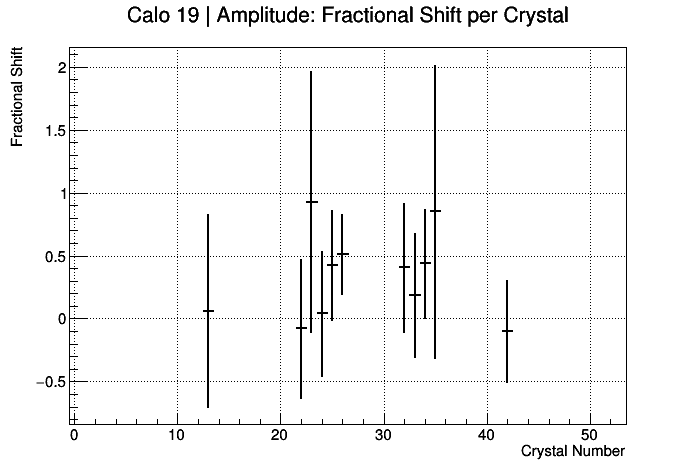 Calo 19 | Amplitude: Fractional Shift per Crystal
Fractional Shift
2
1.5
1
0.5
0
−0.5
0 10 20 30 40 50
Crystal Number